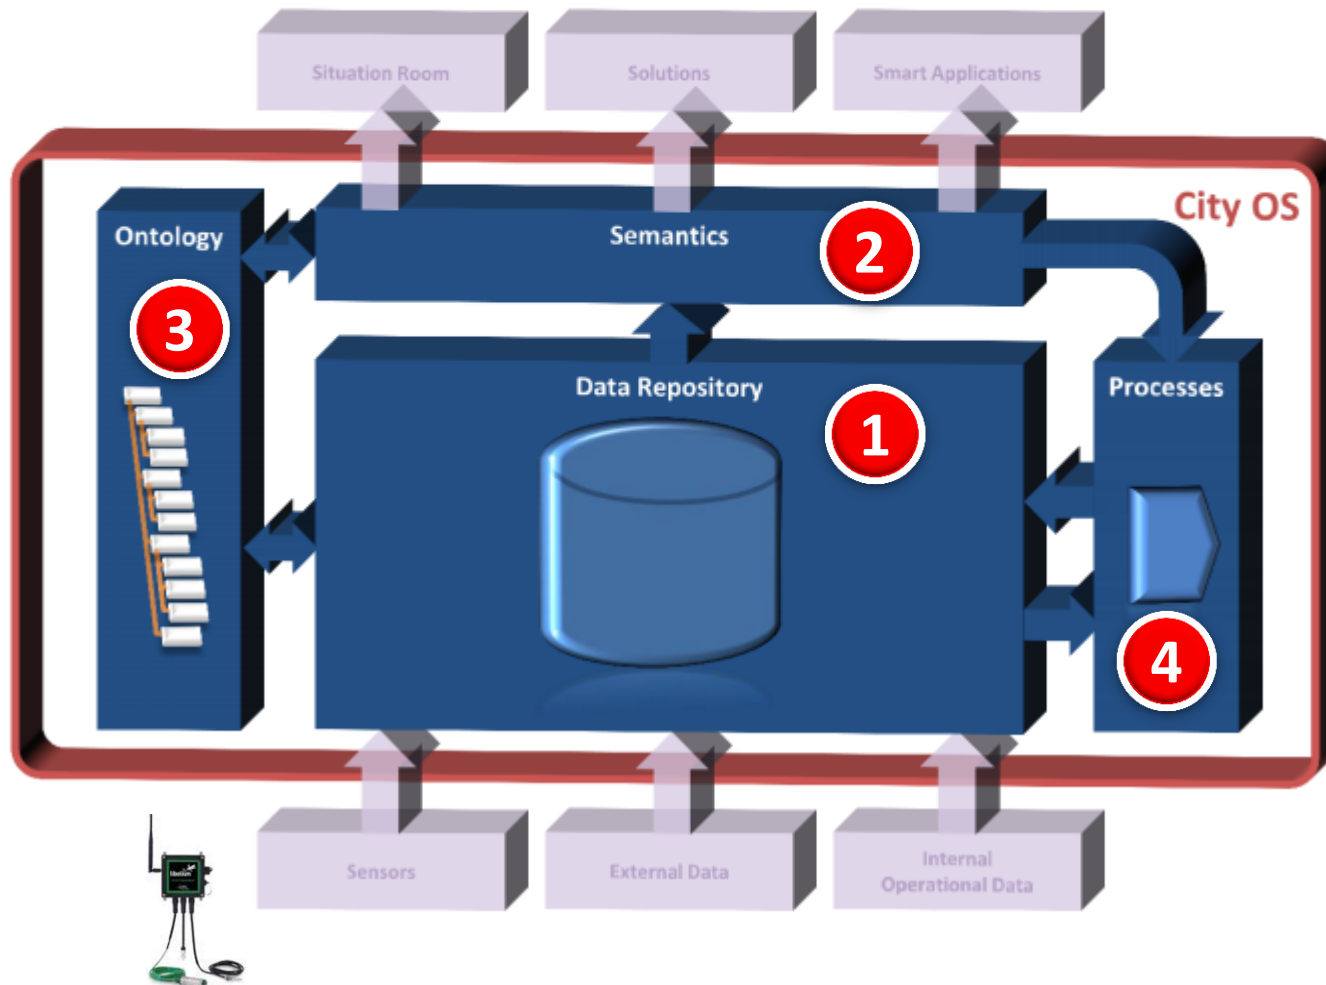 Situation Room
Solutions
Smart Applications
City OS
Ontology
Semantics
2
3
Data Repository
1
Processes
4
Sensors
External Data
Internal
Operational Data
libelium